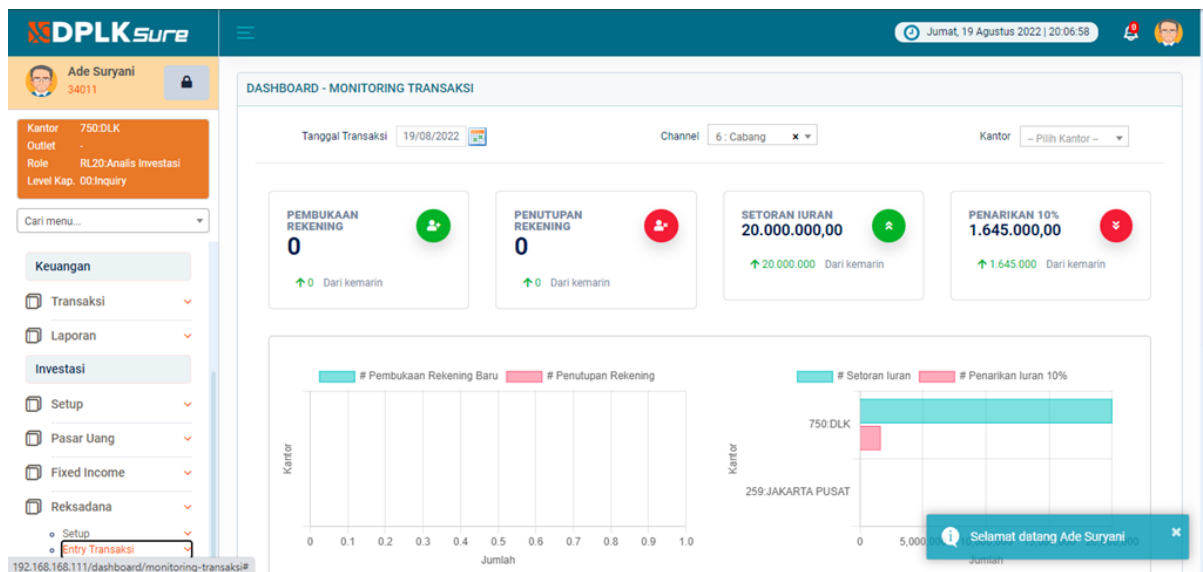 DPLK Sure
Jumat, 19 Agustus 2022 | 20:06:58
0
Ade Suryani
34011
Kantor 750:DLK
Outlet -
Role RL20:Analis Investasi
Level Kap. 00:Inquiry
Cari menu...
Keuangan
Transaksi
Laporan
Investasi
Setup
Pasar Uang
Fixed Income
Reksadana
Setup
Entry Transaksi
192.168.168.111/dashboard/monitoring-transaksi#
DASHBOARD - MONITORING TRANSAKSI
Tanggal Transaksi 19/08/2022 Channel 6 : Cabang x Kantor -- Pilih Kantor --
PEMBUKAAN
REKENING
0
0 Dari kemarin
PENUTUPAN
REKENING
0
0 Dari kemarin
SETORAN IURAN
20.000.000,00
20.000.000 Dari kemarin
PENARIKAN 10%
1.645.000,00
1.645.000 Dari kemarin
# Pembukaan Rekening Baru # Penutupan Rekening
Kantor
0 0.1 0.2 0.3 0.4 0.5 0.6 0.7 0.8 0.9 1.0
Jumlah
# Setoran Iuran # Penarikan Iuran 10%
Kantor
750:DLK
259:JAKARTA PUSAT
0
Jumlah
Selamat datang Ade Suryani ×